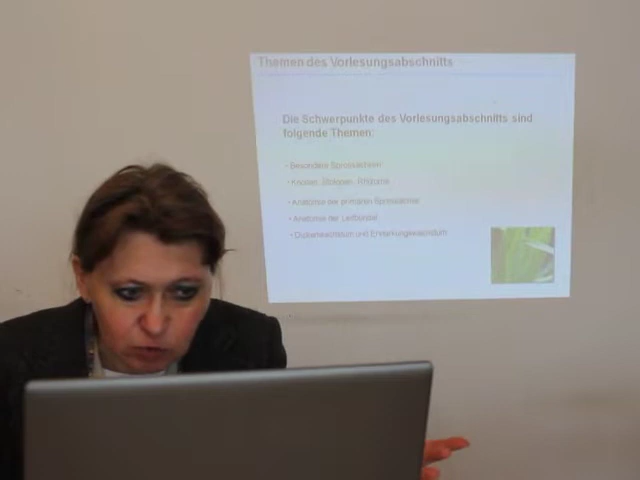 Themen des Vorlesungsabschnitts
Die Schwerpunkte des Vorlesungsabschnitts sind
folgende Themen:
• Besondere Sprossachsen
• Knollen, Stolonen, Rhizome
• Anatomie der primären Sprossachse
• Anatomie der Leitbündel
• Dickenwachstum und Erstarkungswachstum